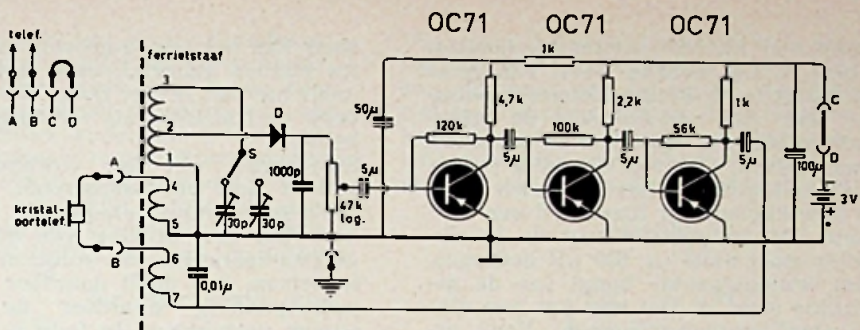 telef.
A B C D
ferrietstaaf
OC71 OC71 OC71
1k
3
2
1
4
5
6
7
S
D
A
B
kristal-
oortelef.
30p 30p
0,01μ
1000p
47k
log.
5μ
50μ
120k
4,7k
5μ
100k
2,2k
5μ
56k
1k
5μ
100μ
C
D
−
3V
+